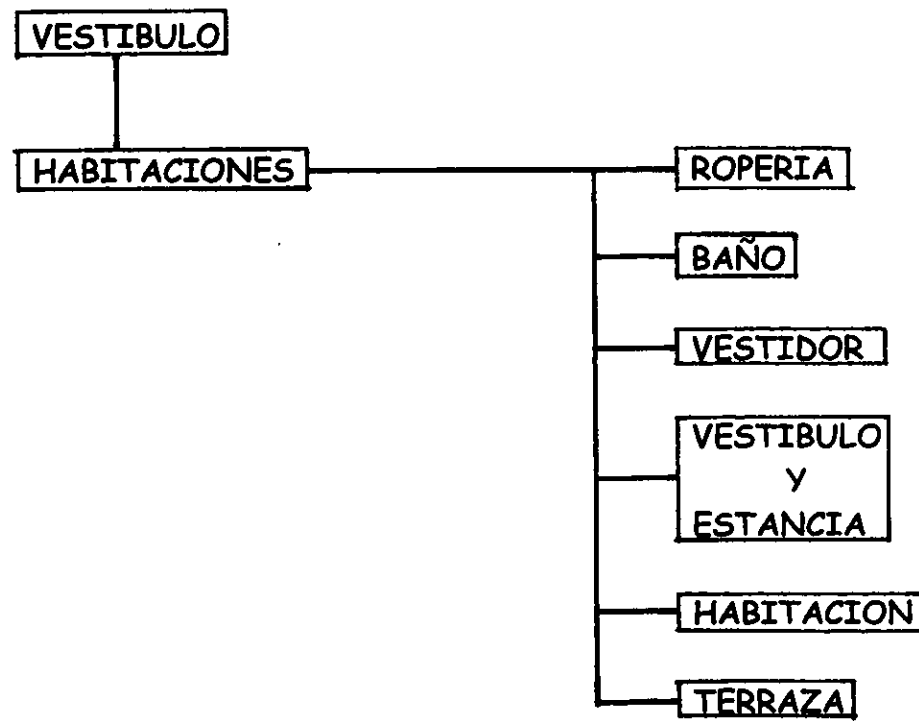 VESTIBULO
HABITACIONES
ROPERIA
BAÑO
VESTIDOR
VESTIBULO
Y
ESTANCIA
HABITACION
TERRAZA